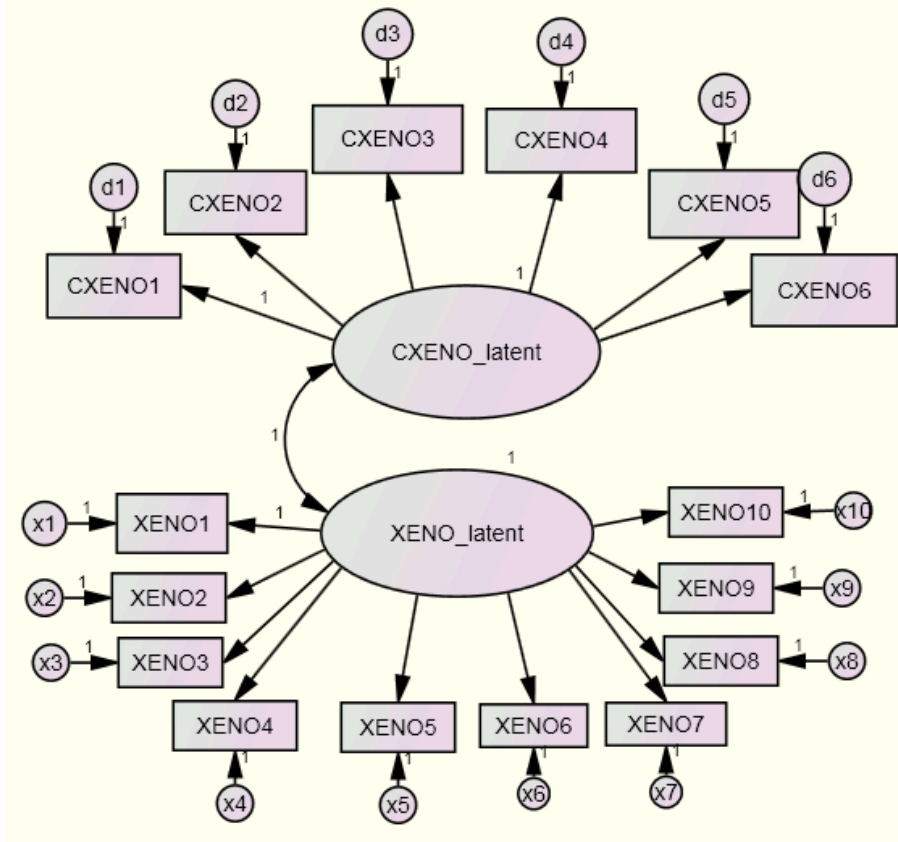 d3
d4
1
1
d2
d5
CXENO3
CXENO4
1
1
d1
d6
CXENO2
CXENO5
1
1
CXENO1
CXENO6
1
1
CXENO_latent
1
1
x1
1
XENO1
1
XENO_latent
XENO10
1
x10
x2
1
XENO2
XENO9
1
x9
x3
1
XENO3
XENO8
1
x8
XENO4
XENO5
XENO6
XENO7
1
1
1
1
x4
x5
x6
x7